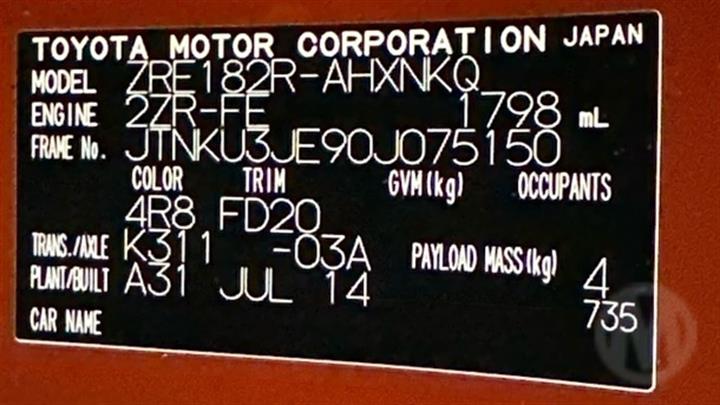 TOYOTA MOTOR CORPORATION JAPAN
MODEL ZRE182R-AHXNKQ
ENGINE 2ZR-FE 1798 mL
FRAME No. JTNKU3JE90J075150
COLOR TRIM GVM(kg) OCCUPANTS
4R8 FD20
TRANS./AXLE K311 -03A PAYLOAD MASS(kg) 4
PLANT/BUILT A31 JUL 14
735
CAR NAME